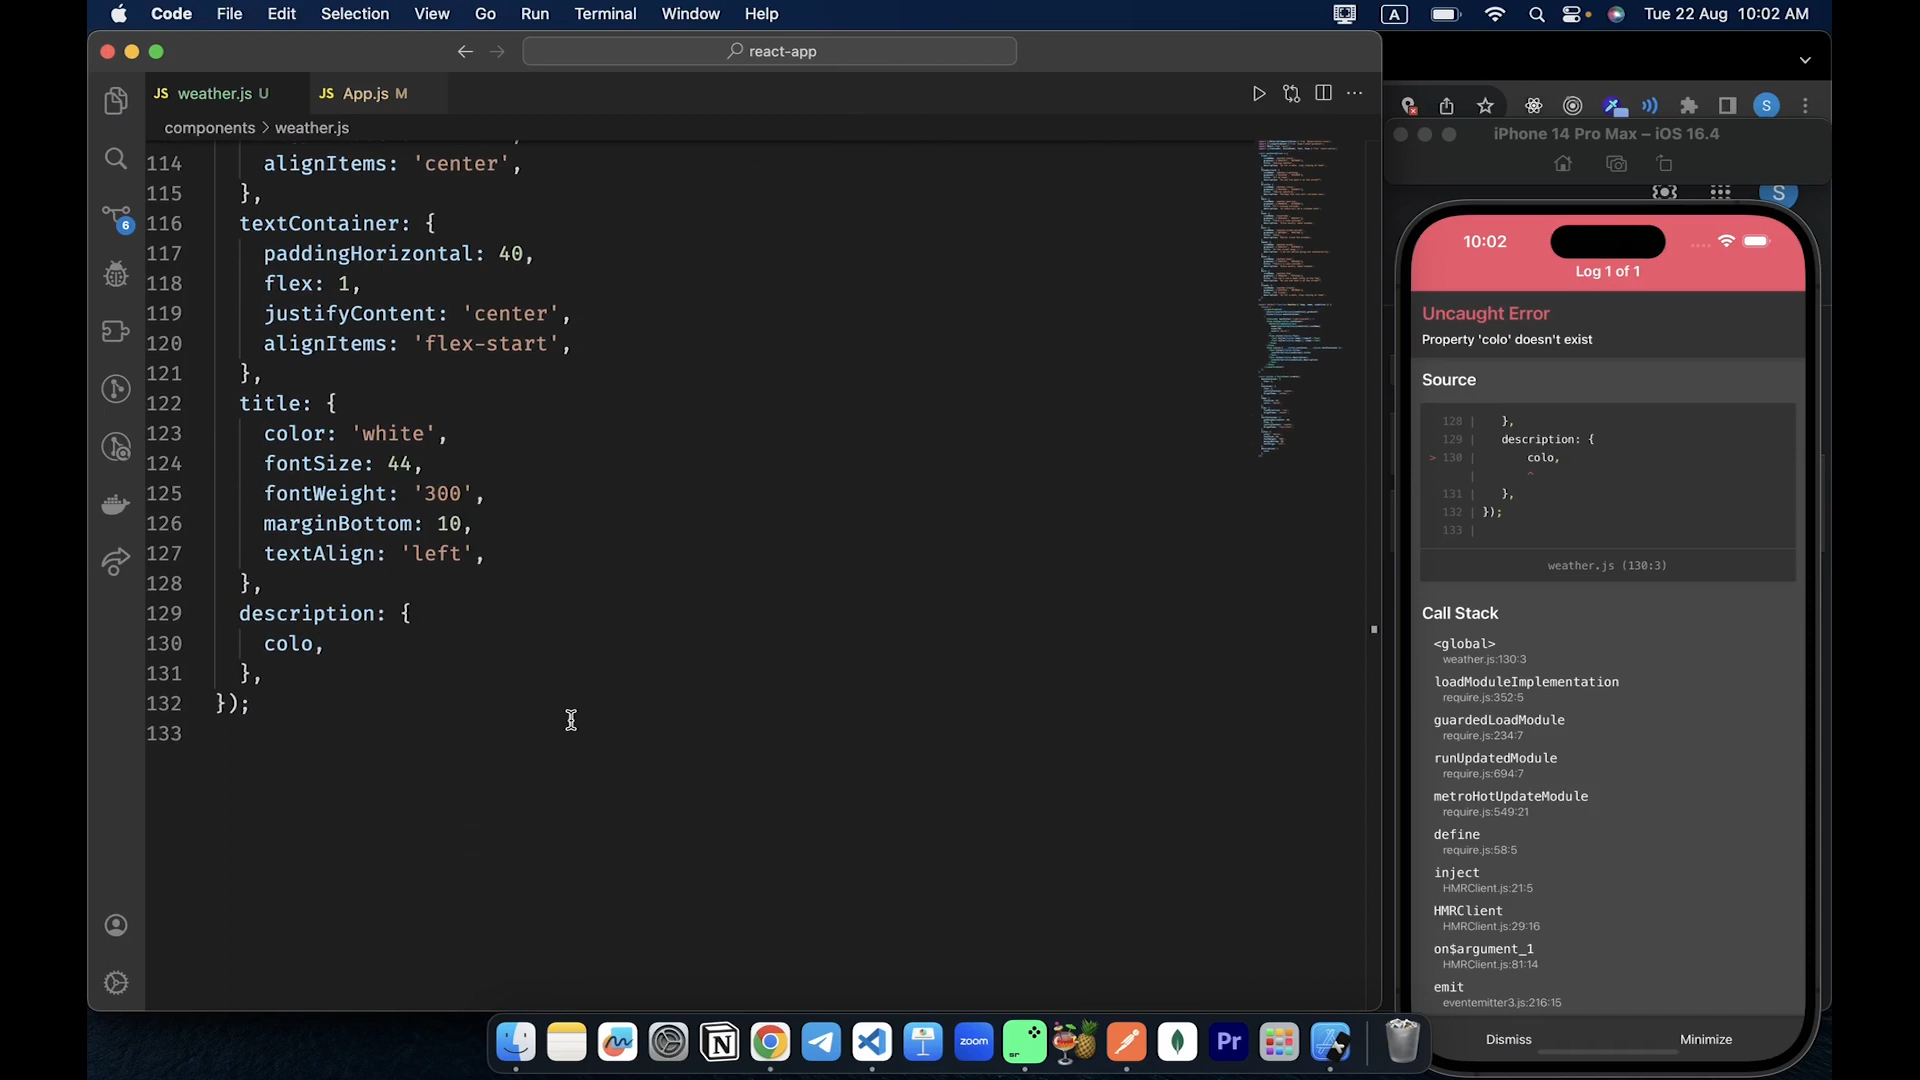 Code File Edit Selection View Go Run Terminal Window Help A Tue 22 Aug 10:02 AM
react-app
JS weather.js U JS App.js M
components > weather.js
114 alignItems: 'center',
115 },
116 textContainer: {
117 paddingHorizontal: 40,
118 flex: 1,
119 justifyContent: 'center',
120 alignItems: 'flex-start',
121 },
122 title: {
123 color: 'white',
124 fontSize: 44,
125 fontWeight: '300',
126 marginBottom: 10,
127 textAlign: 'left',
128 },
129 description: {
130 colo,
131 },
132 });
133
6
S
iPhone 14 Pro Max – iOS 16.4
S
10:02
Log 1 of 1
Uncaught Error
Property 'colo' doesn't exist
Source
128 | },
129 | description: {
> 130 | colo,
| ^
131 | },
132 | });
133 |
weather.js (130:3)
Call Stack
<global>
weather.js:130:3
loadModuleImplementation
require.js:352:5
guardedLoadModule
require.js:234:7
runUpdatedModule
require.js:694:7
metroHotUpdateModule
require.js:549:21
define
require.js:58:5
inject
HMRClient.js:21:5
HMRClient
HMRClient.js:29:16
on$argument_1
HMRClient.js:81:14
emit
eventemitter3.js:216:15
Dismiss Minimize
zoom
sr
Pr